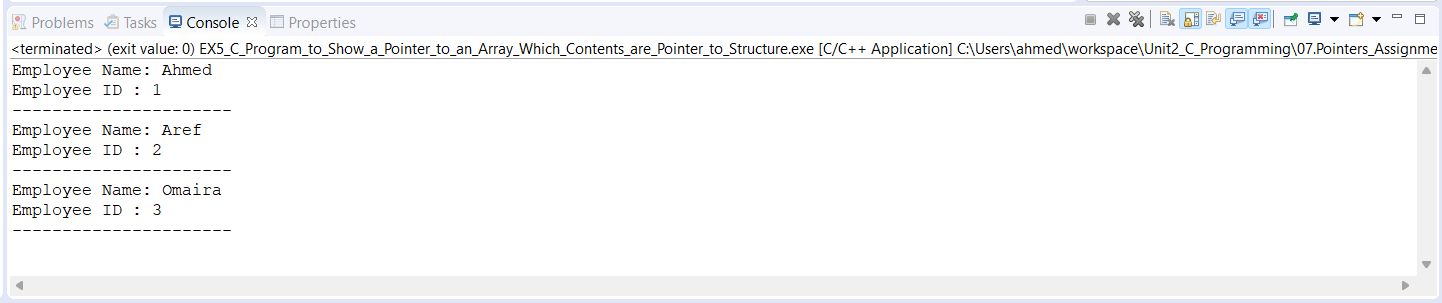 Problems Tasks Console Properties
<terminated> (exit value: 0) EX5_C_Program_to_Show_a_Pointer_to_an_Array_Which_Contents_are_Pointer_to_Structure.exe [C/C++ Application] C:\Users\ahmed\workspace\Unit2_C_Programming\07.Pointers_Assignme
Employee Name: Ahmed
Employee ID : 1
----------------------
Employee Name: Aref
Employee ID : 2
----------------------
Employee Name: Omaira
Employee ID : 3
----------------------